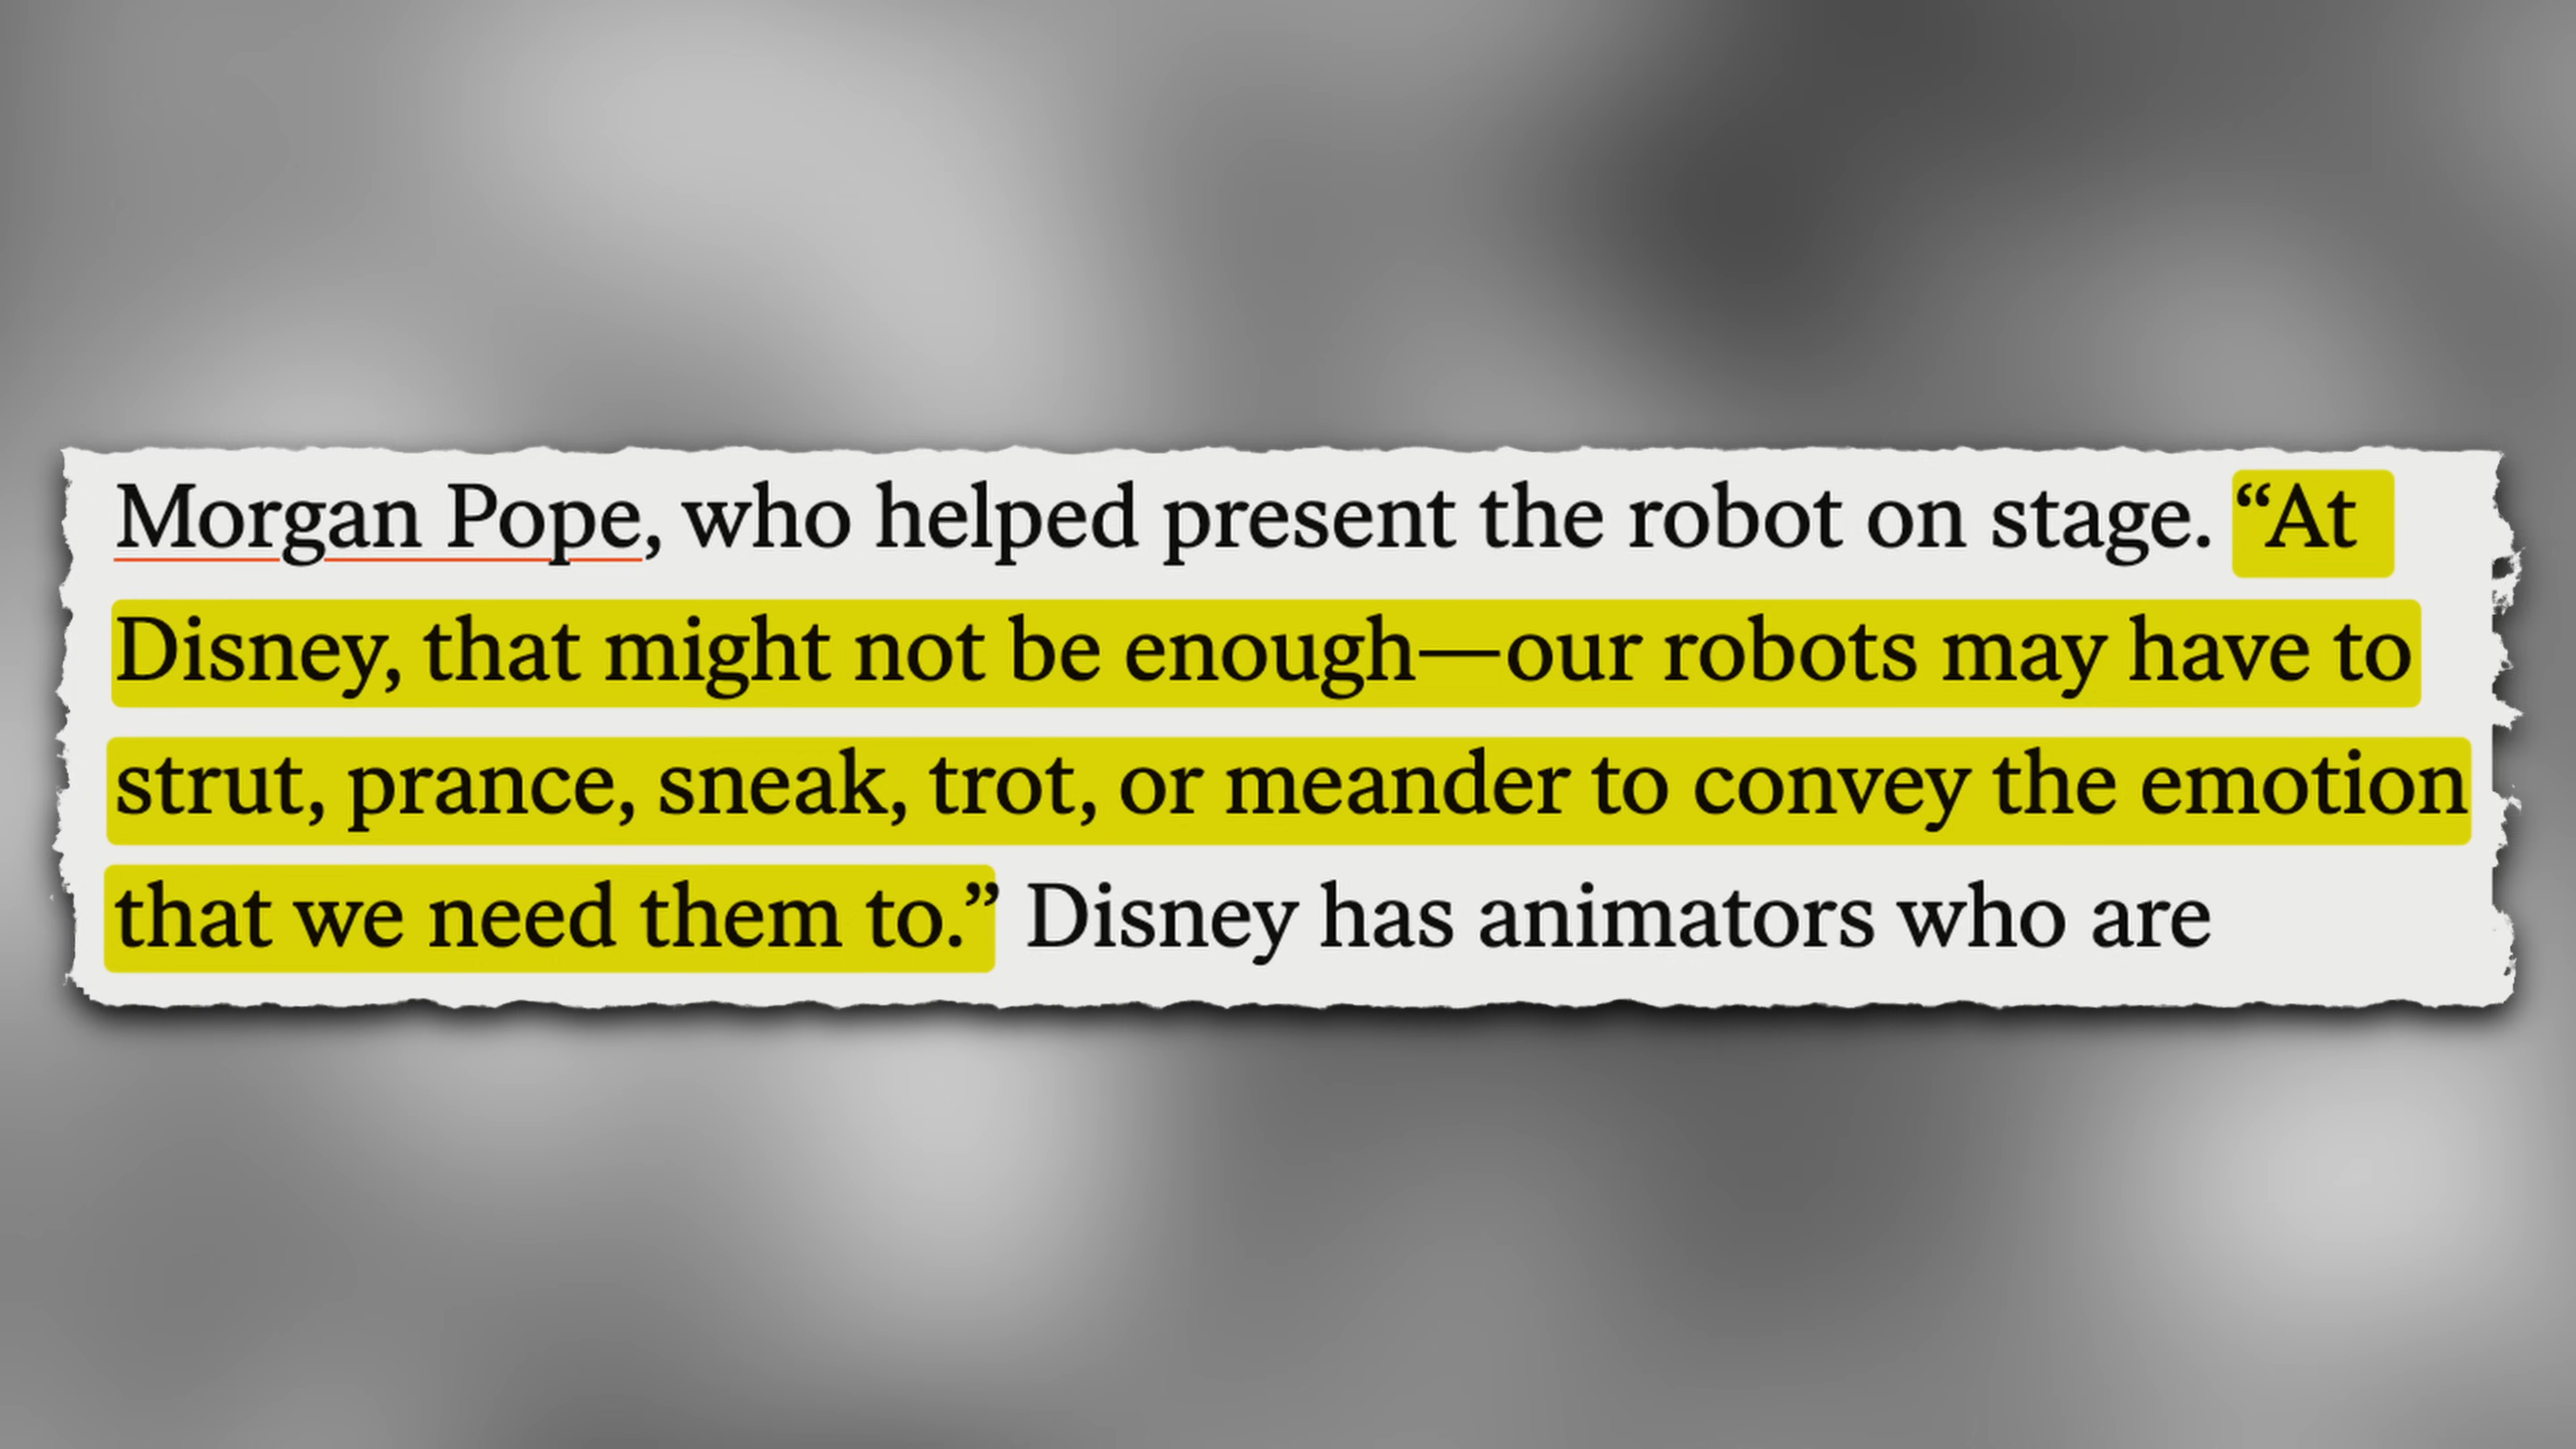 Morgan Pope, who helped present the robot on stage. “At
Disney, that might not be enough—our robots may have to
strut, prance, sneak, trot, or meander to convey the emotion
that we need them to.” Disney has animators who are